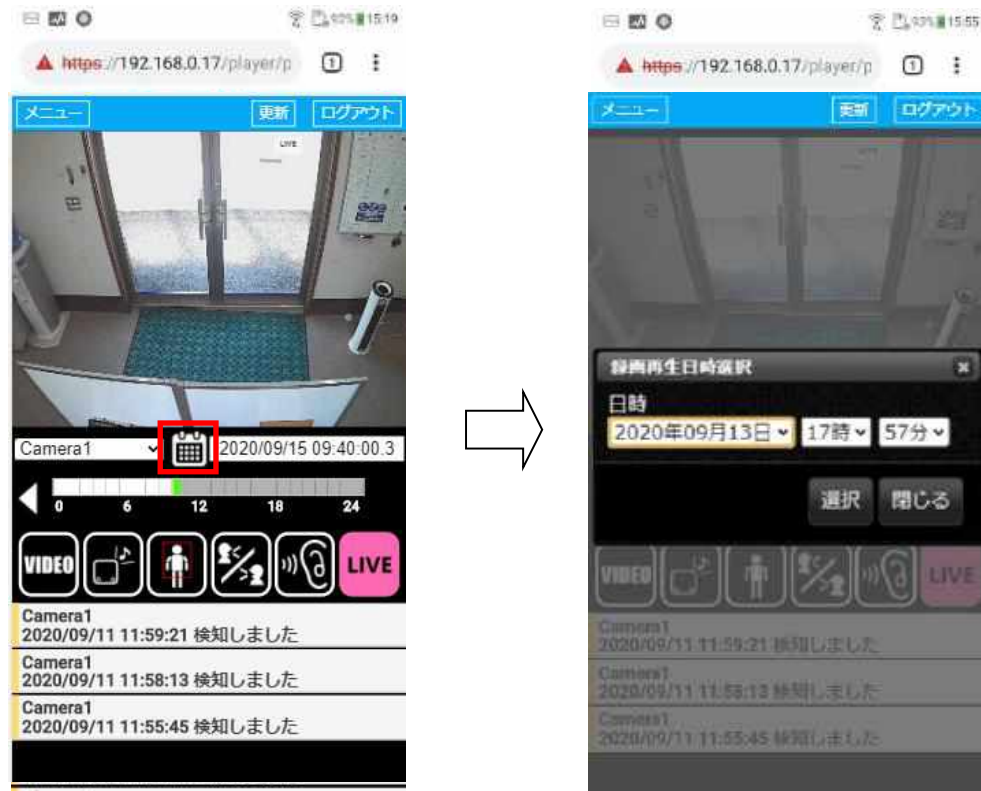 92% 15:19
https://192.168.0.17/player/p
1
メニュー
更新
ログアウト
LIVE
Camera1
2020/09/15 09:40:00.3
0 6 12 18 24
VIDEO
LIVE
Camera1
2020/09/11 11:59:21 検知しました
Camera1
2020/09/11 11:58:13 検知しました
Camera1
2020/09/11 11:55:45 検知しました
15:55
https://192.168.0.17/player/p
1
メニュー
更新
ログアウト
録画再生日時選択
日時
2020年09月13日 17時 57分
選択 閉じる
VIDEO
LIVE
Camera1
2020/09/11 11:59:21 検知しました
Camera1
2020/09/11 11:58:13 検知しました
Camera1
2020/09/11 11:55:45 検知しました